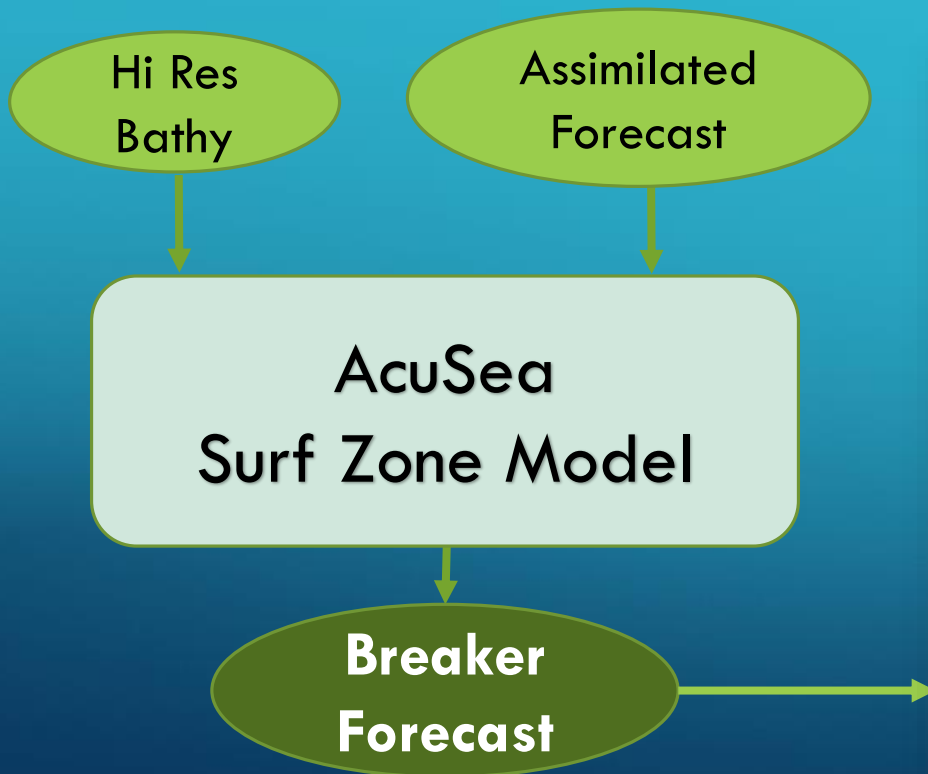 Hi Res
Bathy
Assimilated
Forecast
AcuSea
Surf Zone Model
Breaker
Forecast